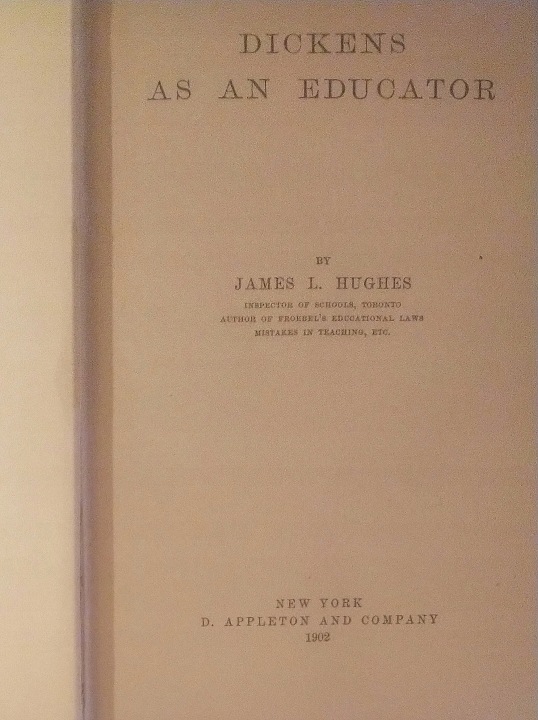 DICKENS
AS AN EDUCATOR
BY
JAMES L. HUGHES
INSPECTOR OF SCHOOLS, TORONTO
AUTHOR OF FROEBEL'S EDUCATIONAL LAWS
MISTAKES IN TEACHING, ETC.
NEW YORK
D. APPLETON AND COMPANY
1902